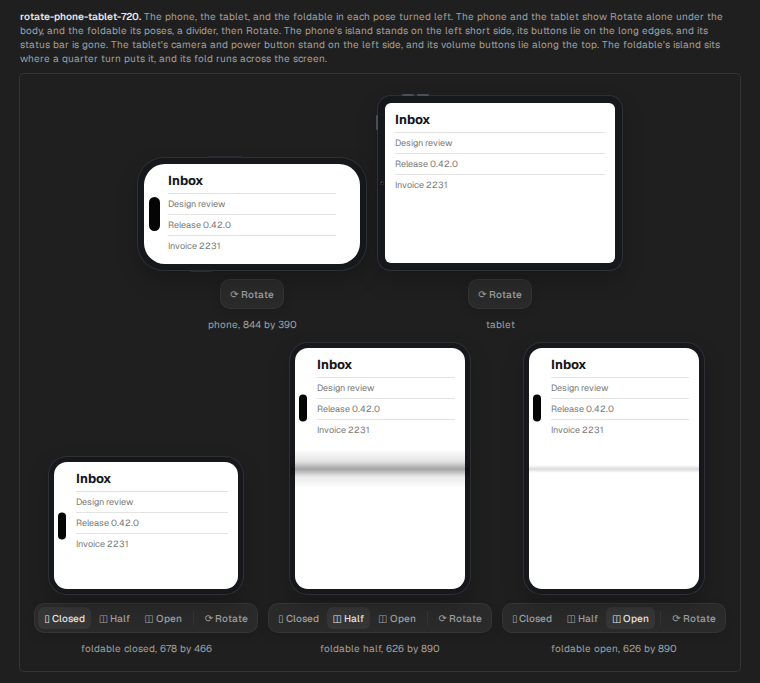 rotate-phone-tablet-720. The phone, the tablet, and the foldable in each pose turned left. The phone and the tablet show Rotate alone under the
body, and the foldable its poses, a divider, then Rotate. The phone's island stands on the left short side, its buttons lie on the long edges, and its
status bar is gone. The tablet's camera and power button stand on the left side, and its volume buttons lie along the top. The foldable's island sits
where a quarter turn puts it, and its fold runs across the screen.
Inbox
Design review
Release 0.42.0
Invoice 2231
Inbox
Design review
Release 0.42.0
Invoice 2231
Rotate
Rotate
phone, 844 by 390
tablet
Inbox
Design review
Release 0.42.0
Invoice 2231
Inbox
Design review
Release 0.42.0
Invoice 2231
Inbox
Design review
Release 0.42.0
Invoice 2231
Closed Half Open Rotate
Closed Half Open Rotate
Closed Half Open Rotate
foldable closed, 678 by 466
foldable half, 626 by 890
foldable open, 626 by 890